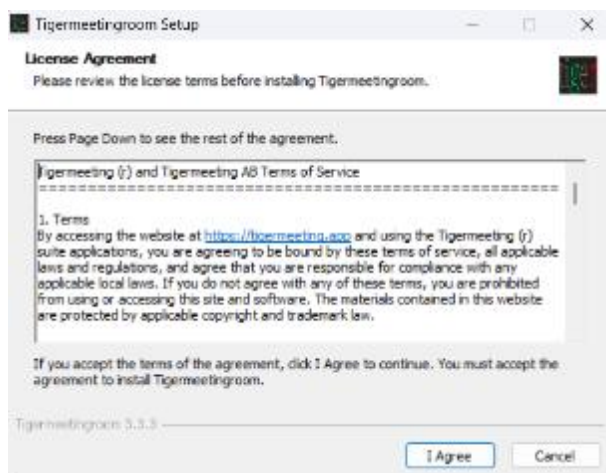 Tigermeetingroom Setup
License Agreement
Please review the license terms before installing Tigermeetingroom.
Press Page Down to see the rest of the agreement.
Tigermeeting (r) and Tigermeeting AB Terms of Service
============================================================
1. Terms
By accessing the website at https://tigermeeting.app and using the Tigermeeting (r)
suite applications, you are agreeing to be bound by these terms of service, all applicable
laws and regulations, and agree that you are responsible for compliance with any
applicable local laws. If you do not agree with any of these terms, you are prohibited
from using or accessing this site and software. The materials contained in this website
are protected by applicable copyright and trademark law.
If you accept the terms of the agreement, click I Agree to continue. You must accept the
agreement to install Tigermeetingroom.
Tigermeetingroom 3.3.3
I Agree
Cancel